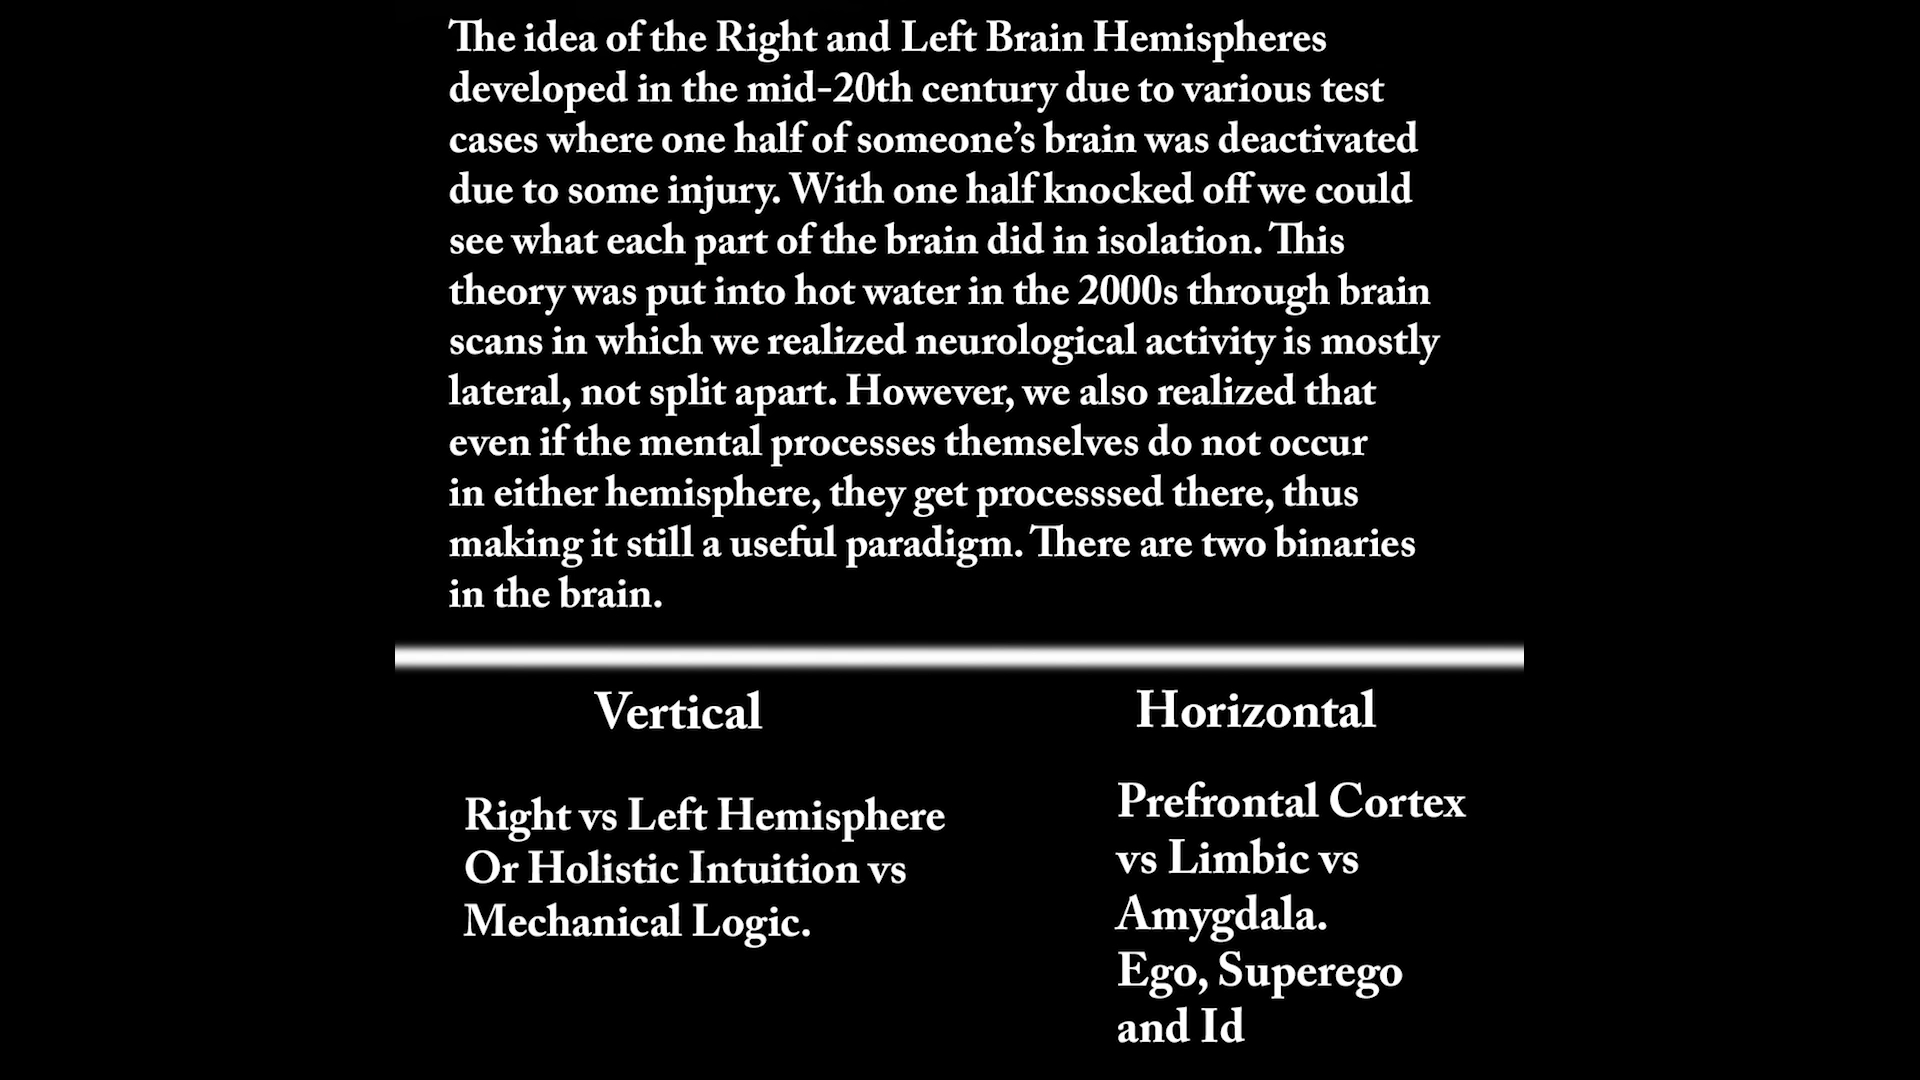 The idea of the Right and Left Brain Hemispheres
developed in the mid-20th century due to various test
cases where one half of someone’s brain was deactivated
due to some injury. With one half knocked off we could
see what each part of the brain did in isolation. This
theory was put into hot water in the 2000s through brain
scans in which we realized neurological activity is mostly
lateral, not split apart. However, we also realized that
even if the mental processes themselves do not occur
in either hemisphere, they get processsed there, thus
making it still a useful paradigm. There are two binaries
in the brain.
Vertical
Right vs Left Hemisphere
Or Holistic Intuition vs
Mechanical Logic.
Horizontal
Prefrontal Cortex
vs Limbic vs
Amygdala.
Ego, Superego
and Id